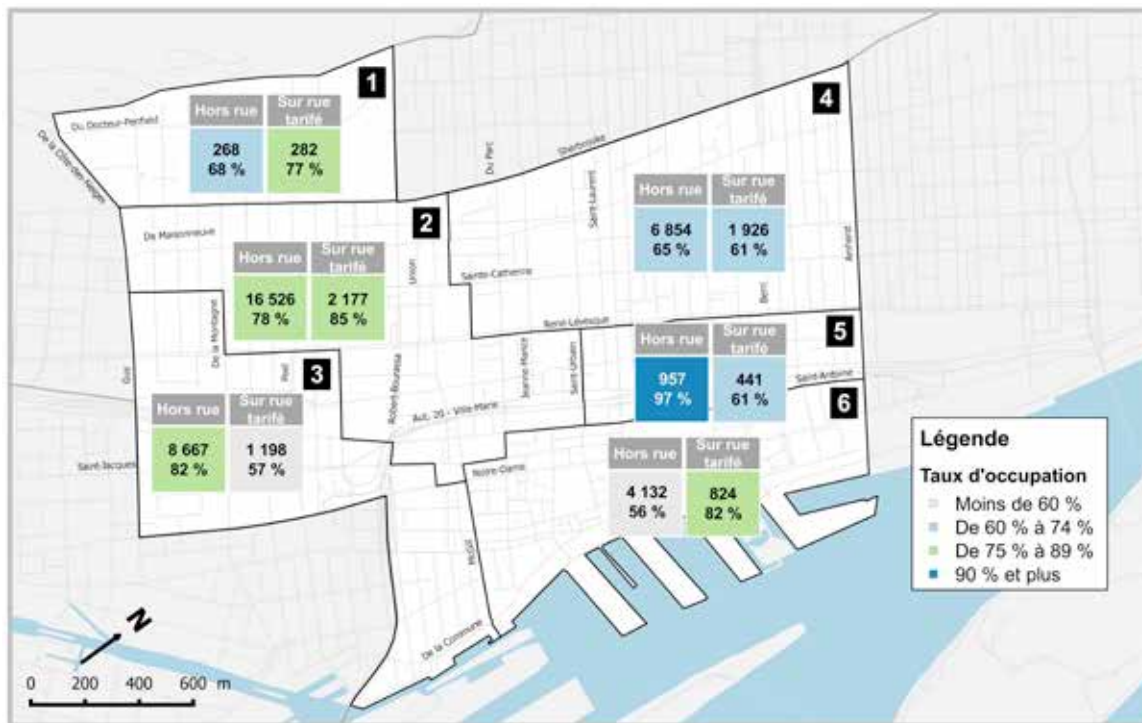 1
Hors rue
Sur rue
tarifé
268
68 %
282
77 %
Du Docteur-Penfield
De la Côte-des-Neiges
2
De Maisonneuve
Hors rue
Sur rue
tarifé
16 526
78 %
2 177
85 %
Union
Guy
De la Montagne
Peel
Robert-Bourassa
3
Hors rue
Sur rue
tarifé
8 667
82 %
1 198
57 %
Saint-Jacques
4
Du Parc
Sherbrooke
Saint-Laurent
Hors rue
Sur rue
tarifé
6 854
65 %
1 926
61 %
Amherst
Berri
Sainte-Catherine
René-Lévesque
5
Jeanne-Mance
Saint-Urbain
Hors rue
Sur rue
tarifé
957
97 %
441
61 %
Saint-Antoine
Aut. 20 - Ville-Marie
6
Notre-Dame
Hors rue
Sur rue
tarifé
4 132
56 %
824
82 %
McGill
De la Commune
Légende
Taux d'occupation
Moins de 60 %
De 60 % à 74 %
De 75 % à 89 %
90 % et plus
N
0 200 400 600 m